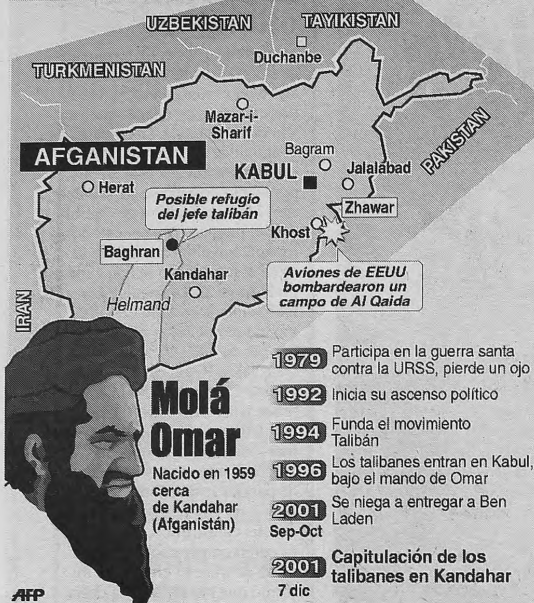 UZBEKISTAN
TAYIKISTAN
Duchanbe
TURKMENISTAN
Mazar-i-
Sharif
PAKISTAN
AFGANISTAN
Bagram
KABUL
Jalalabad
Herat
Posible refugio
del jefe talibán
Zhawar
Khost
Baghran
Kandahar
Aviones de EEUU
bombardearon un
campo de Al Qaida
Helmand
IRAN
Molá
Omar
Nacido en 1959
cerca
de Kandahar
(Afganistán)
1979 Participa en la guerra santa
contra la URSS, pierde un ojo
1992 Inicia su ascenso político
1994 Funda el movimiento
Talibán
1996 Los talibanes entran en Kabul,
bajo el mando de Omar
2001 Se niega a entregar a Ben
Sep-Oct Laden
2001 Capitulación de los
talibanes en Kandahar
7 dic
AFP